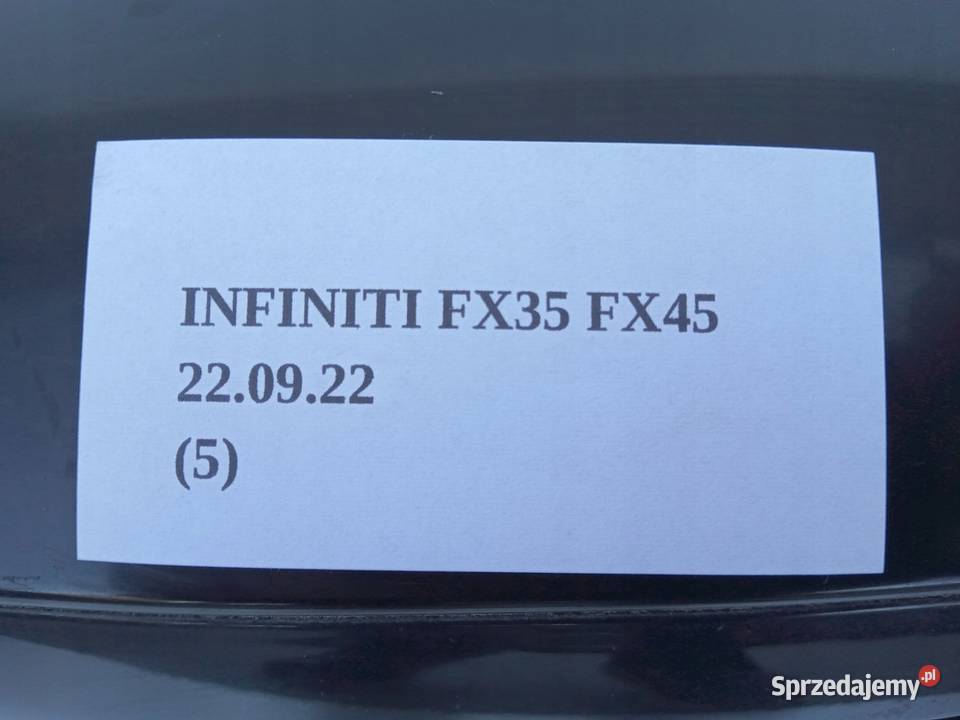 INFINITI FX35 FX45
22.09.22
(5)
Sprzedajemy.pl